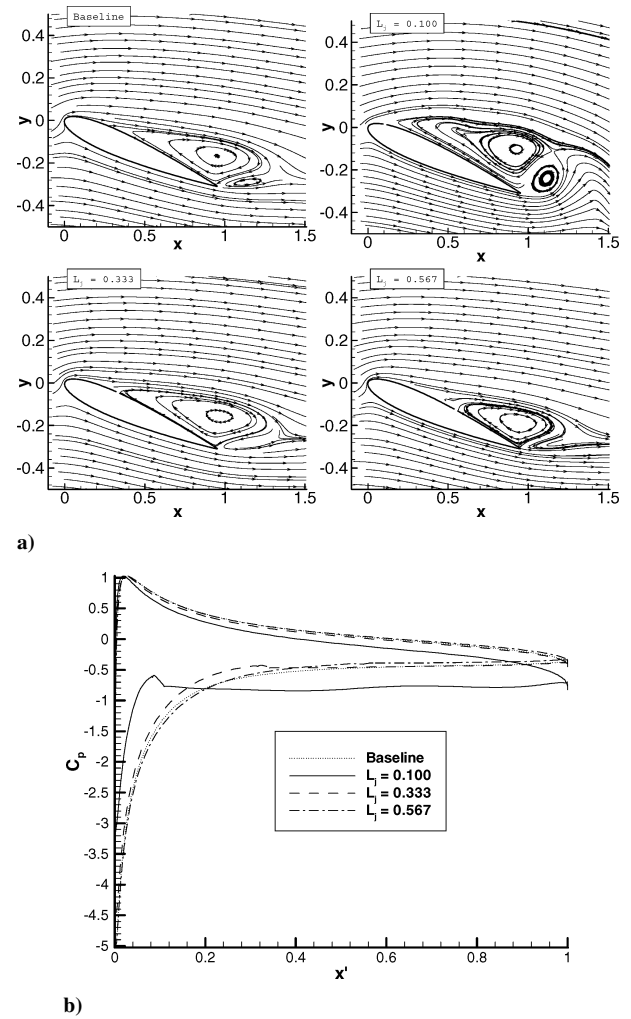 Baseline
0.4
0.2
0
-0.2
-0.4
y
0
0.5
1
1.5
x
L_j = 0.100
0.4
0.2
0
-0.2
-0.4
y
0
0.5
1
1.5
x
L_j = 0.333
0.4
0.2
0
-0.2
-0.4
y
0
0.5
1
1.5
x
L_j = 0.567
0.4
0.2
0
-0.2
-0.4
y
0
0.5
1
1.5
x
a)
1
0.5
0
-0.5
-1
-1.5
-2
-2.5
-3
-3.5
-4
-4.5
-5
C_p
Baseline
L_j = 0.100
L_j = 0.333
L_j = 0.567
0
0.2
0.4
0.6
0.8
1
x'
b)